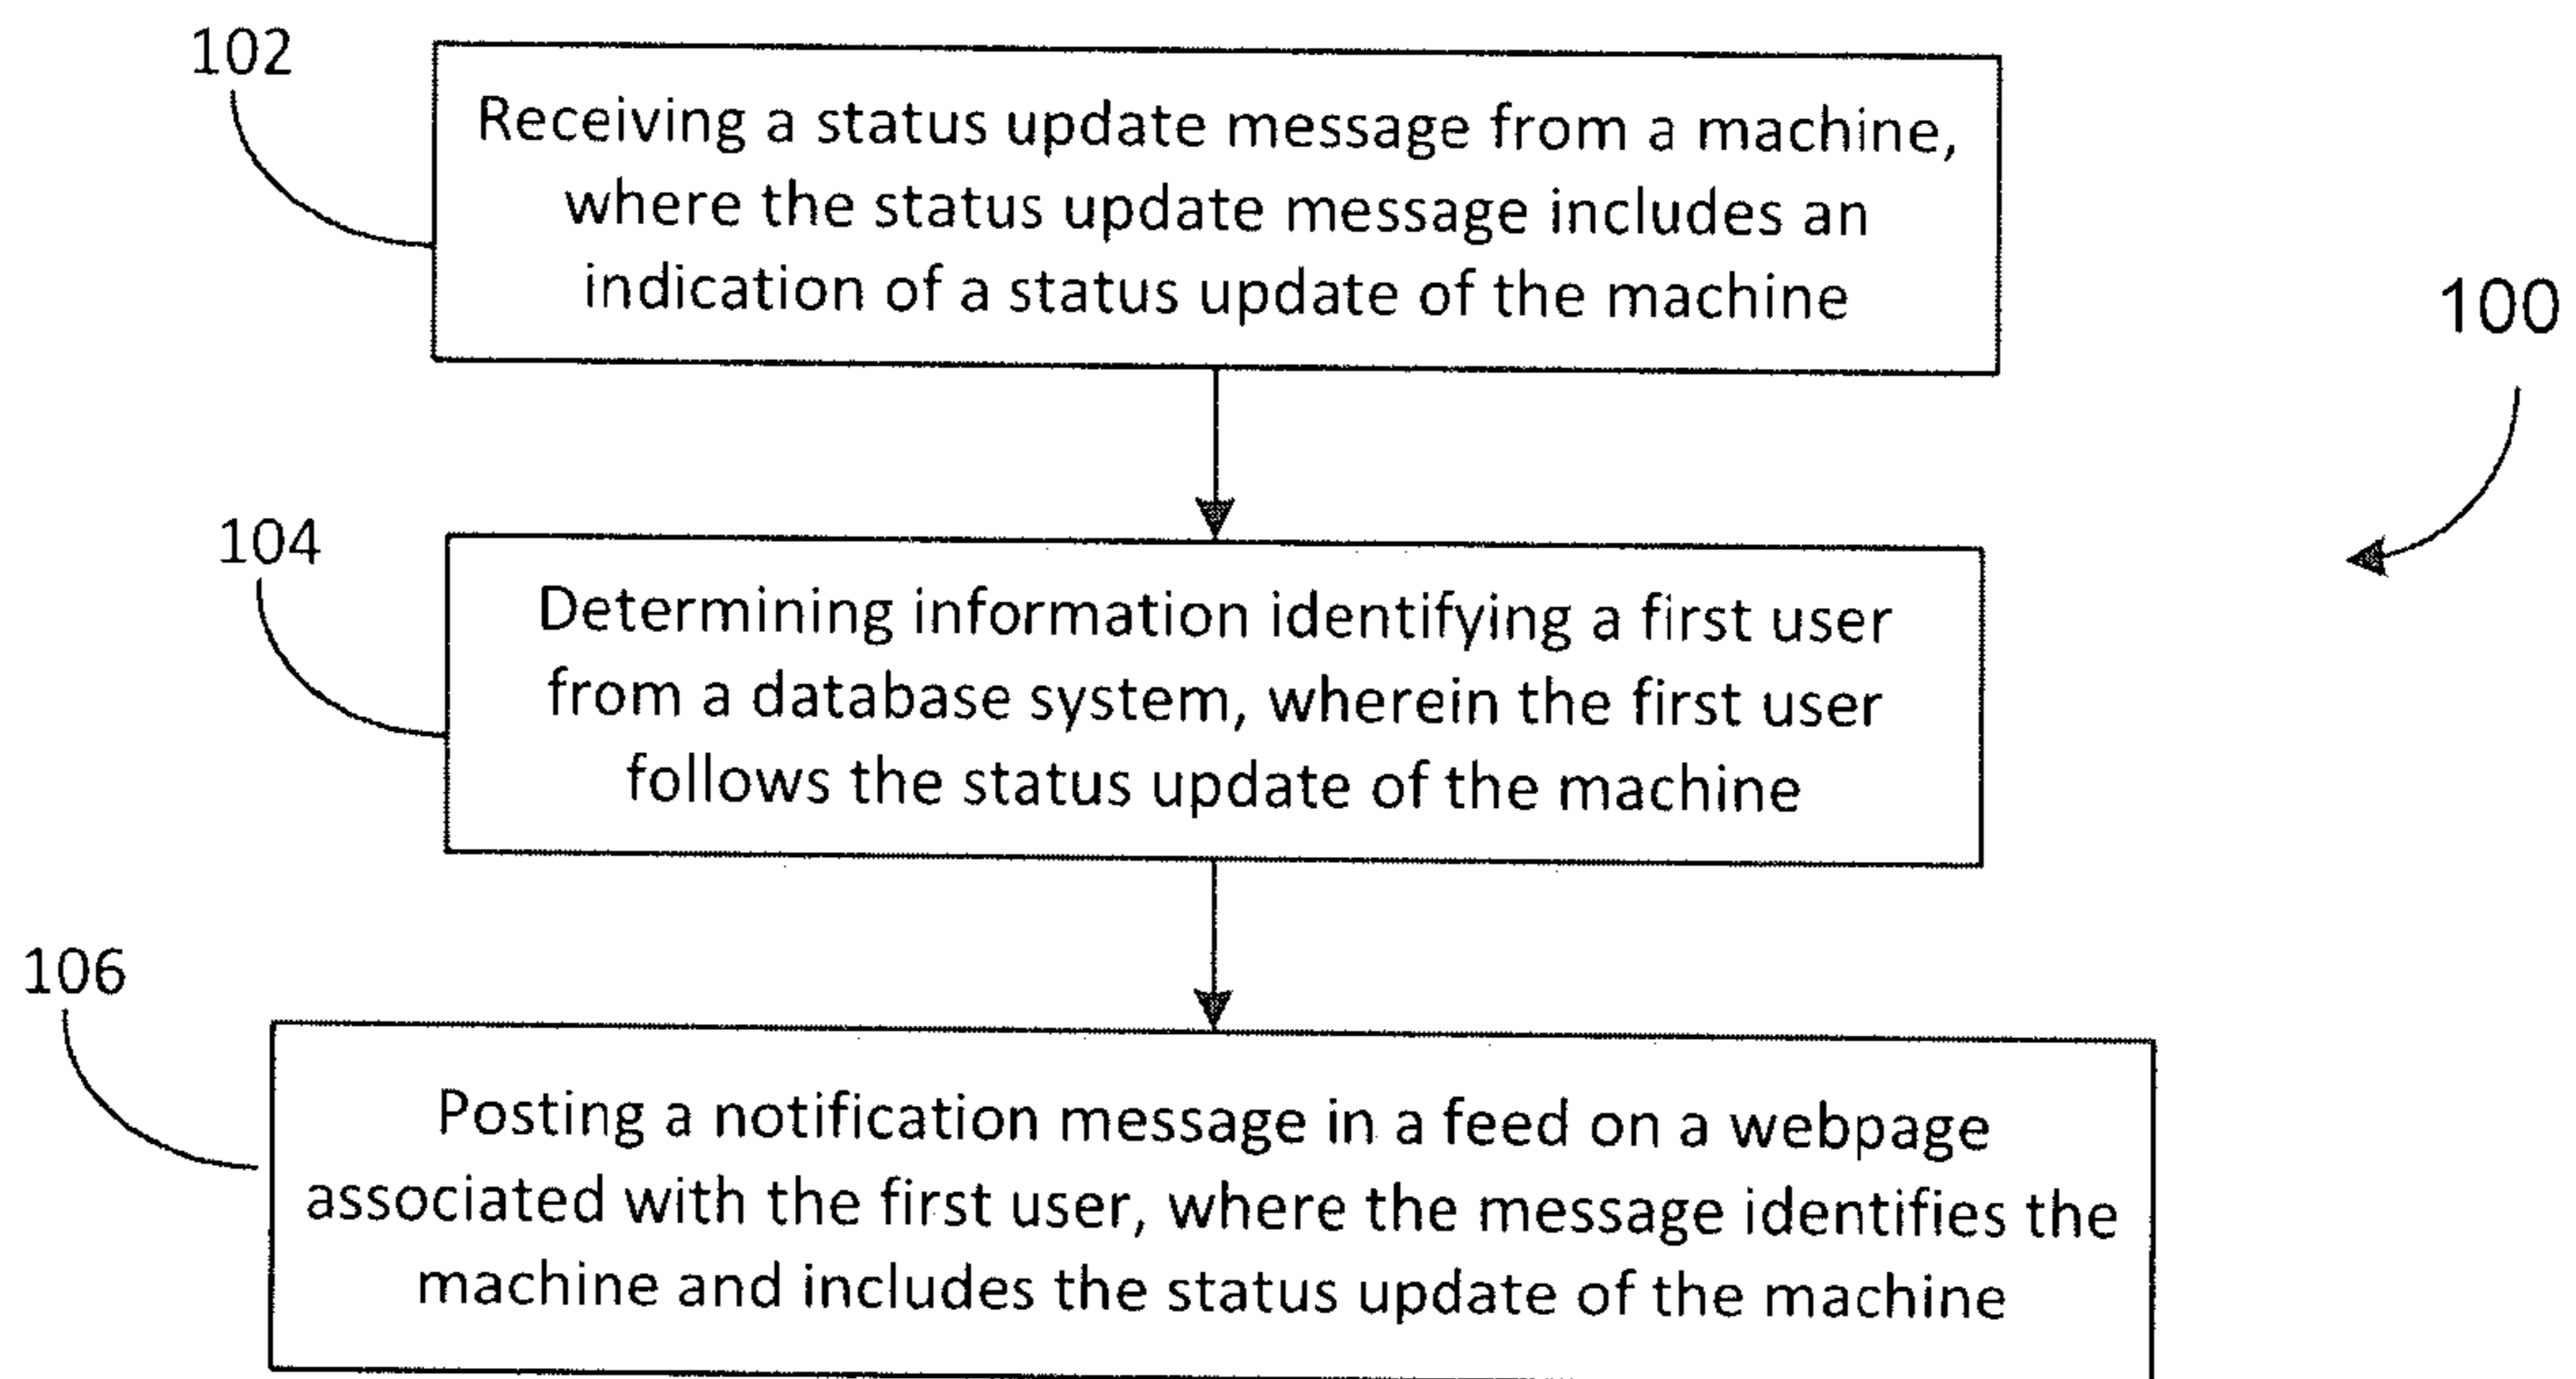 102
Receiving a status update message from a machine,
where the status update message includes an
indication of a status update of the machine
100
104
Determining information identifying a first user
from a database system, wherein the first user
follows the status update of the machine
106
Posting a notification message in a feed on a webpage
associated with the first user, where the message identifies the
machine and includes the status update of the machine